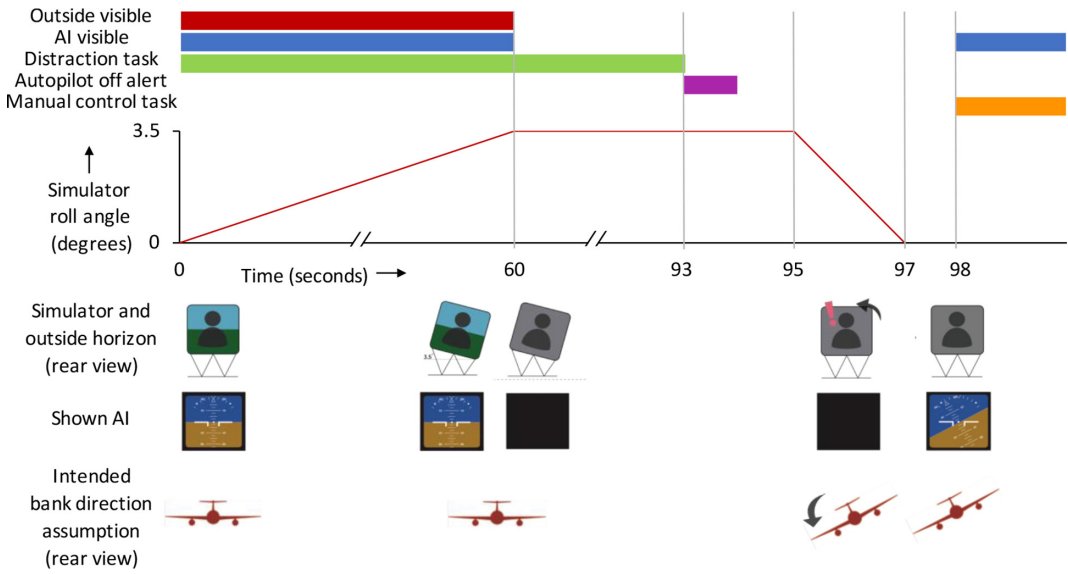 Outside visible
AI visible
Distraction task
Autopilot off alert
Manual control task
3.5
Simulator
roll angle
(degrees)
0
0
Time (seconds)
60
93
95
97
98
Simulator and
outside horizon
(rear view)
3.5
!
Shown AI
Intended
bank direction
assumption
(rear view)